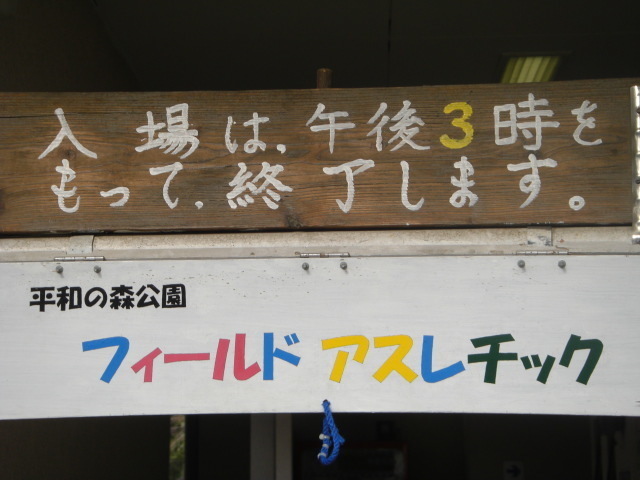 入場は,午後3時を
もって,終了します。
平和の森公園
フィールドアスレチック